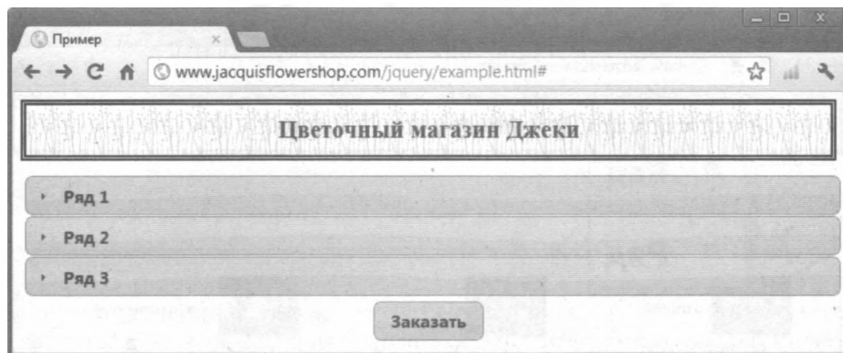 Пример
www.jacquisflowershop.com/jquery/example.html#
Цветочный магазин Джеки
Ряд 1
Ряд 2
Ряд 3
Заказать